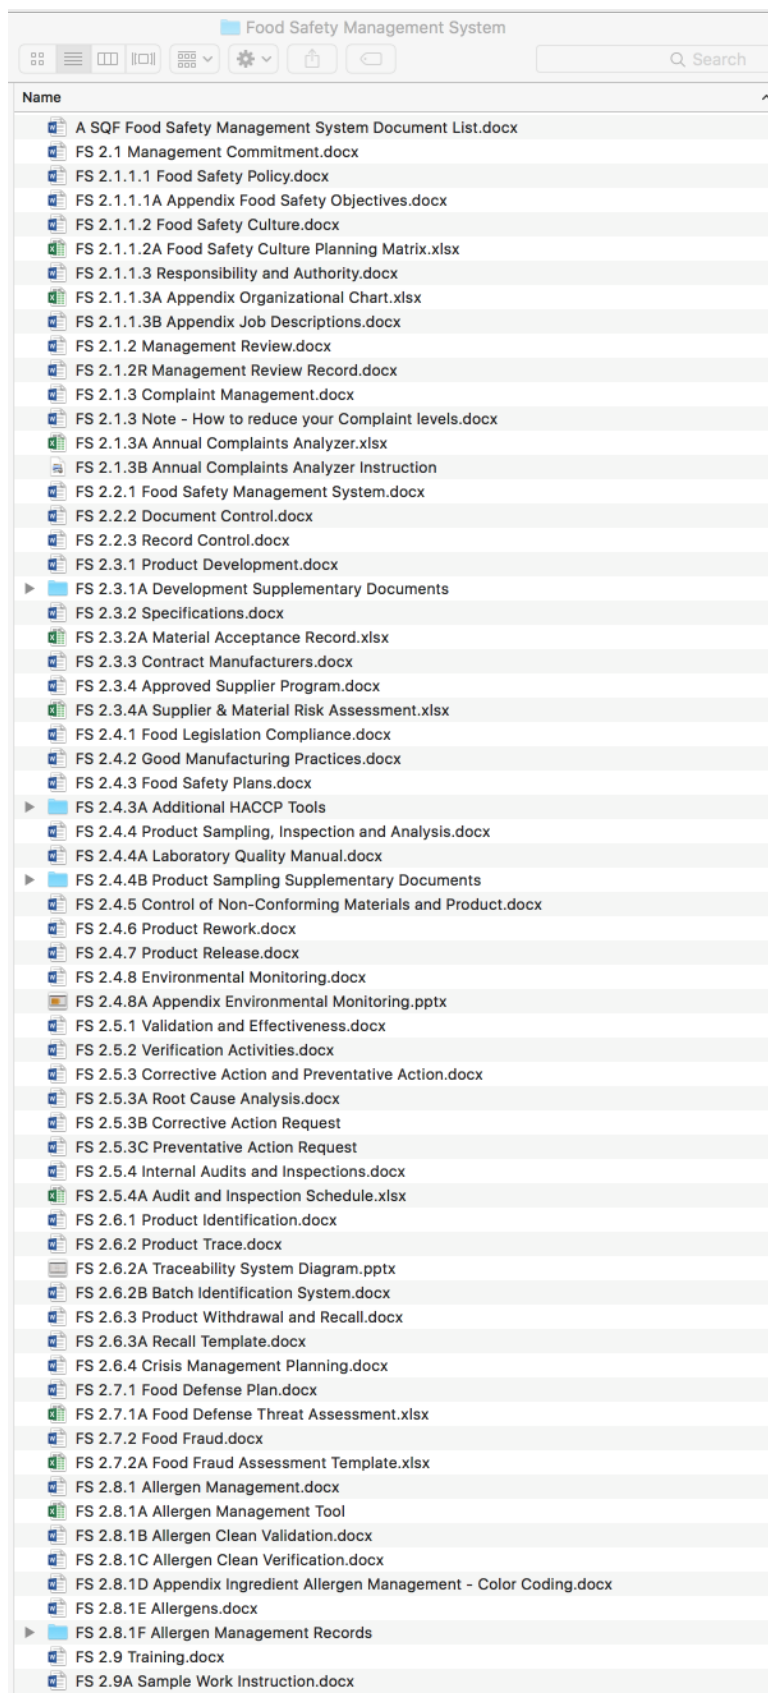 Food Safety Management System
Search
Name
A SQF Food Safety Management System Document List.docx
FS 2.1 Management Commitment.docx
FS 2.1.1.1 Food Safety Policy.docx
FS 2.1.1.1A Appendix Food Safety Objectives.docx
FS 2.1.1.2 Food Safety Culture.docx
FS 2.1.1.2A Food Safety Culture Planning Matrix.xlsx
FS 2.1.1.3 Responsibility and Authority.docx
FS 2.1.1.3A Appendix Organizational Chart.xlsx
FS 2.1.1.3B Appendix Job Descriptions.docx
FS 2.1.2 Management Review.docx
FS 2.1.2R Management Review Record.docx
FS 2.1.3 Complaint Management.docx
FS 2.1.3 Note - How to reduce your Complaint levels.docx
FS 2.1.3A Annual Complaints Analyzer.xlsx
FS 2.1.3B Annual Complaints Analyzer Instruction
FS 2.2.1 Food Safety Management System.docx
FS 2.2.2 Document Control.docx
FS 2.2.3 Record Control.docx
FS 2.3.1 Product Development.docx
FS 2.3.1A Development Supplementary Documents
FS 2.3.2 Specifications.docx
FS 2.3.2A Material Acceptance Record.xlsx
FS 2.3.3 Contract Manufacturers.docx
FS 2.3.4 Approved Supplier Program.docx
FS 2.3.4A Supplier & Material Risk Assessment.xlsx
FS 2.4.1 Food Legislation Compliance.docx
FS 2.4.2 Good Manufacturing Practices.docx
FS 2.4.3 Food Safety Plans.docx
FS 2.4.3A Additional HACCP Tools
FS 2.4.4 Product Sampling, Inspection and Analysis.docx
FS 2.4.4A Laboratory Quality Manual.docx
FS 2.4.4B Product Sampling Supplementary Documents
FS 2.4.5 Control of Non-Conforming Materials and Product.docx
FS 2.4.6 Product Rework.docx
FS 2.4.7 Product Release.docx
FS 2.4.8 Environmental Monitoring.docx
FS 2.4.8A Appendix Environmental Monitoring.pptx
FS 2.5.1 Validation and Effectiveness.docx
FS 2.5.2 Verification Activities.docx
FS 2.5.3 Corrective Action and Preventative Action.docx
FS 2.5.3A Root Cause Analysis.docx
FS 2.5.3B Corrective Action Request
FS 2.5.3C Preventative Action Request
FS 2.5.4 Internal Audits and Inspections.docx
FS 2.5.4A Audit and Inspection Schedule.xlsx
FS 2.6.1 Product Identification.docx
FS 2.6.2 Product Trace.docx
FS 2.6.2A Traceability System Diagram.pptx
FS 2.6.2B Batch Identification System.docx
FS 2.6.3 Product Withdrawal and Recall.docx
FS 2.6.3A Recall Template.docx
FS 2.6.4 Crisis Management Planning.docx
FS 2.7.1 Food Defense Plan.docx
FS 2.7.1A Food Defense Threat Assessment.xlsx
FS 2.7.2 Food Fraud.docx
FS 2.7.2A Food Fraud Assessment Template.xlsx
FS 2.8.1 Allergen Management.docx
FS 2.8.1A Allergen Management Tool
FS 2.8.1B Allergen Clean Validation.docx
FS 2.8.1C Allergen Clean Verification.docx
FS 2.8.1D Appendix Ingredient Allergen Management - Color Coding.docx
FS 2.8.1E Allergens.docx
FS 2.8.1F Allergen Management Records
FS 2.9 Training.docx
FS 2.9A Sample Work Instruction.docx